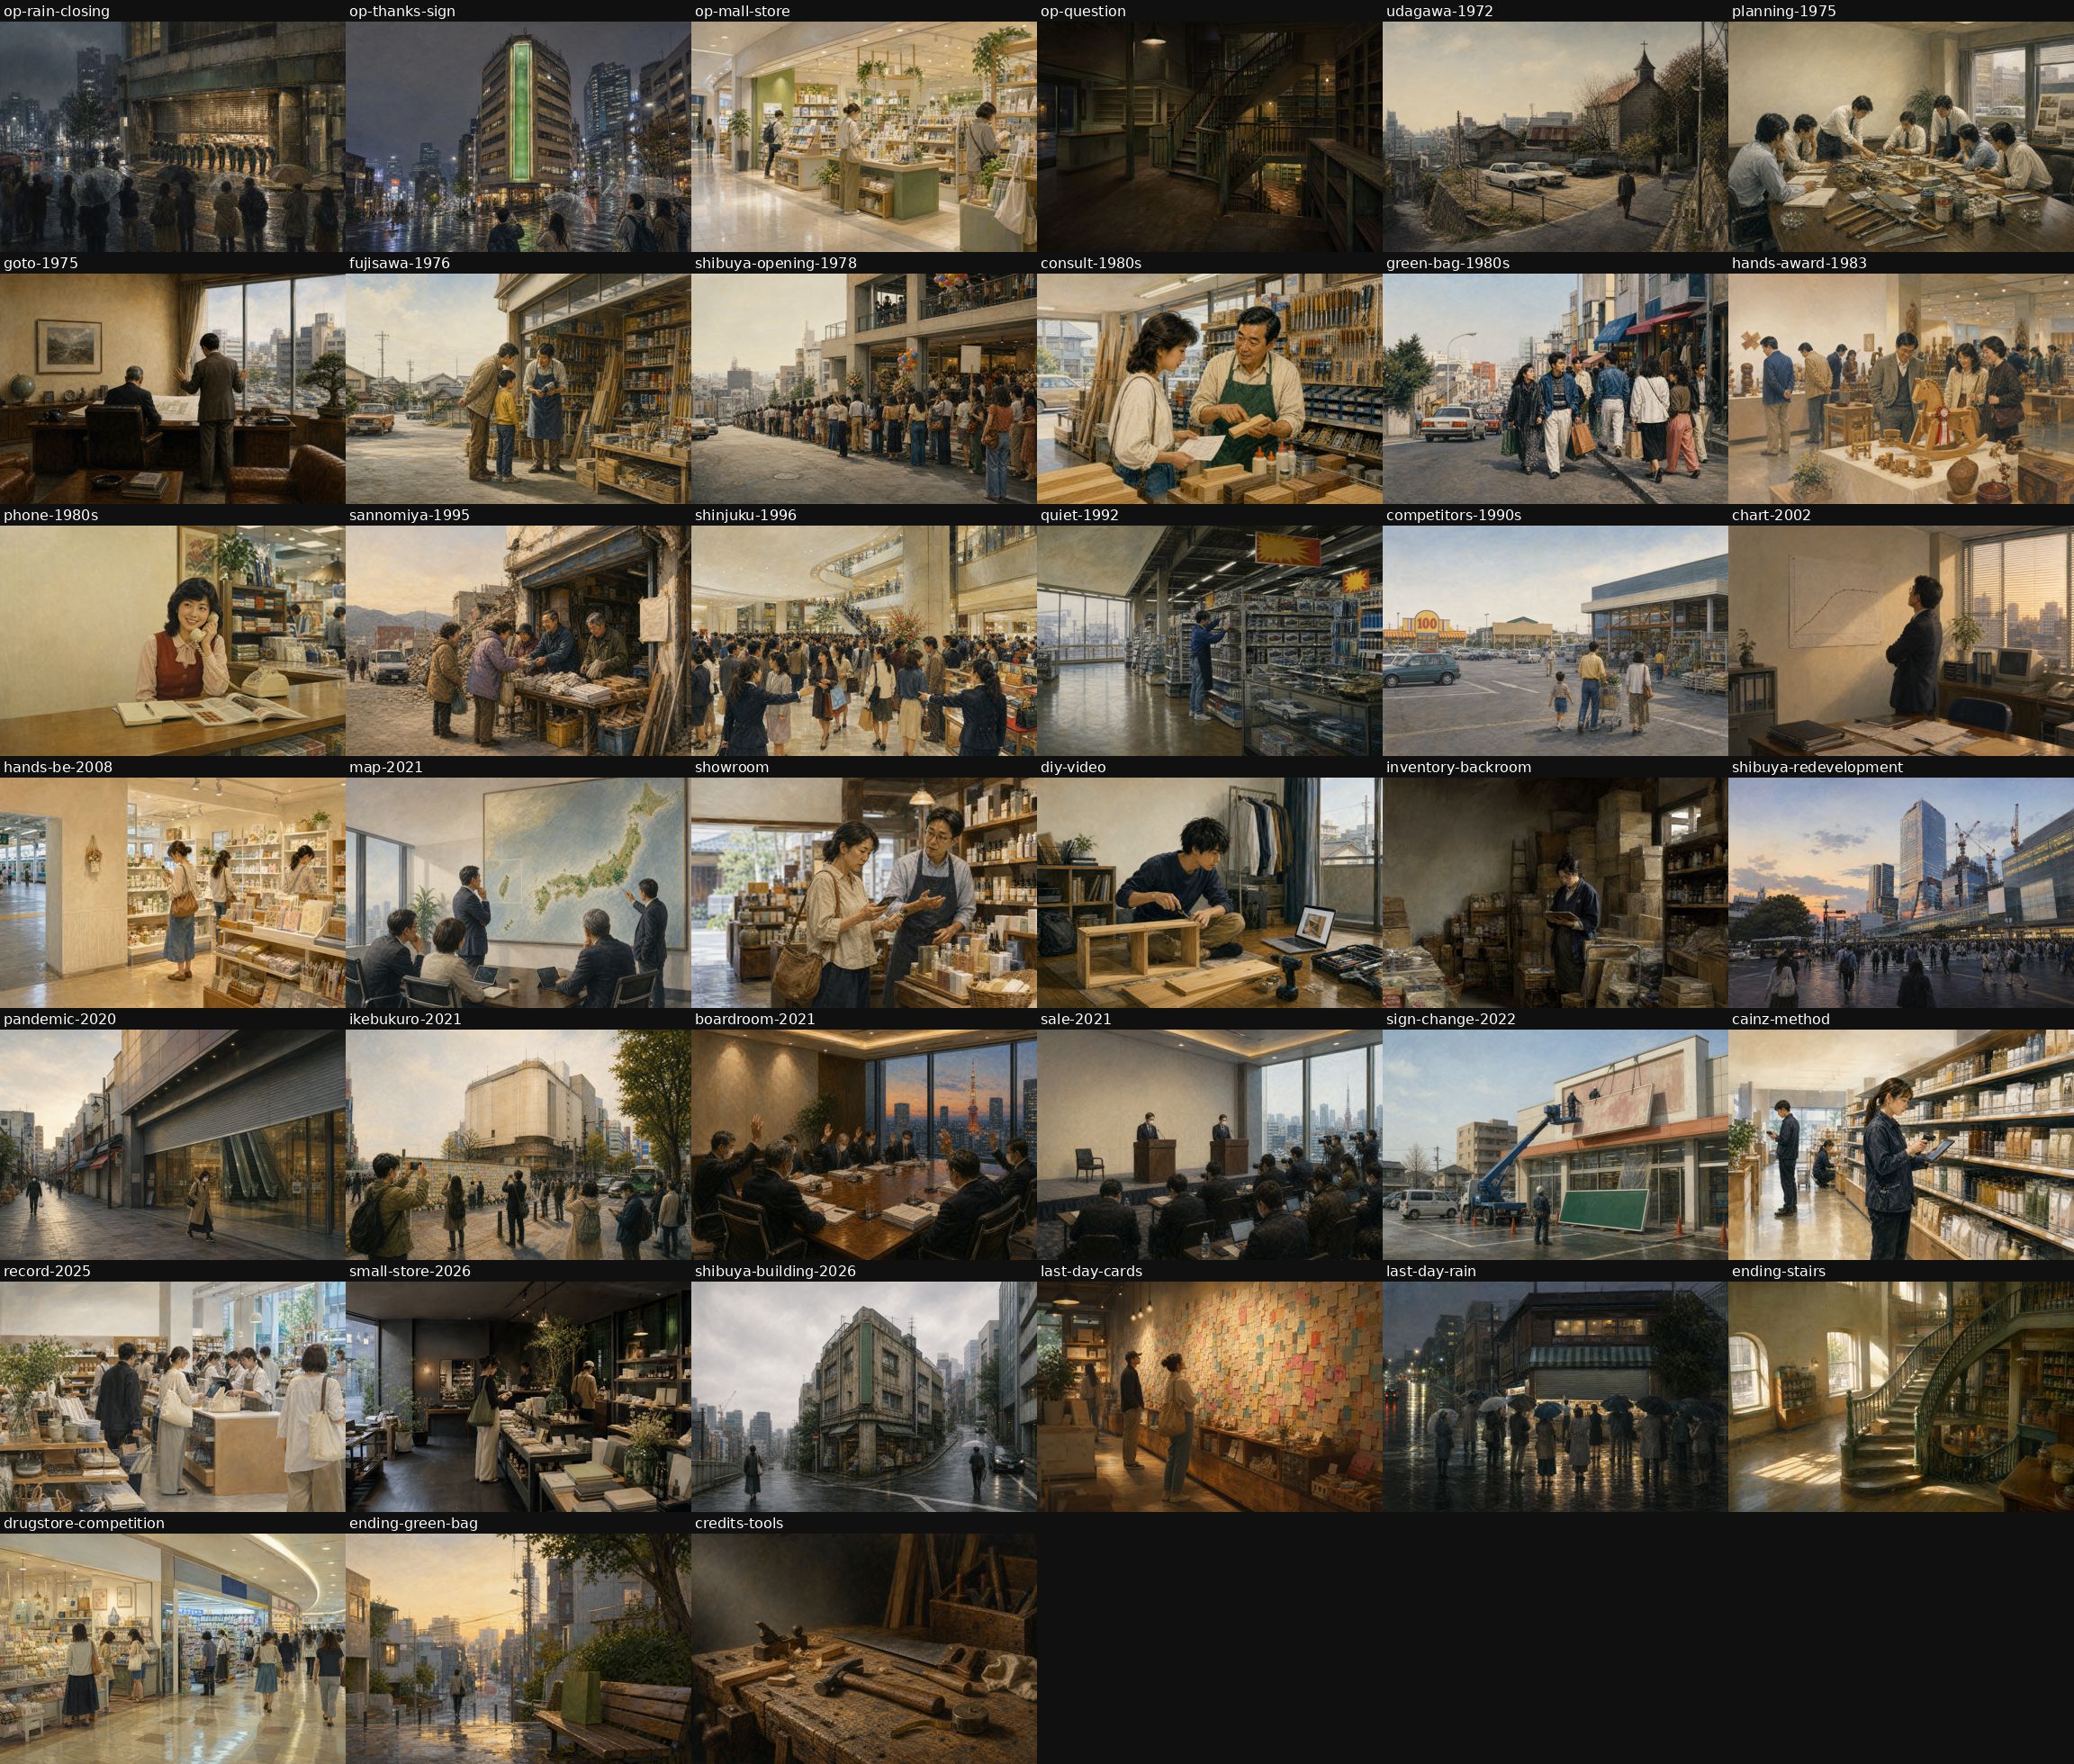 op-rain-closing
op-thanks-sign
op-mall-store
op-question
udagawa-1972
planning-1975
goto-1975
fujisawa-1976
shibuya-opening-1978
consult-1980s
green-bag-1980s
hands-award-1983
phone-1980s
sannomiya-1995
shinjuku-1996
quiet-1992
competitors-1990s
100
chart-2002
hands-be-2008
map-2021
showroom
diy-video
inventory-backroom
shibuya-redevelopment
pandemic-2020
ikebukuro-2021
boardroom-2021
sale-2021
sign-change-2022
cainz-method
record-2025
small-store-2026
shibuya-building-2026
last-day-cards
last-day-rain
ending-stairs
drugstore-competition
ending-green-bag
credits-tools